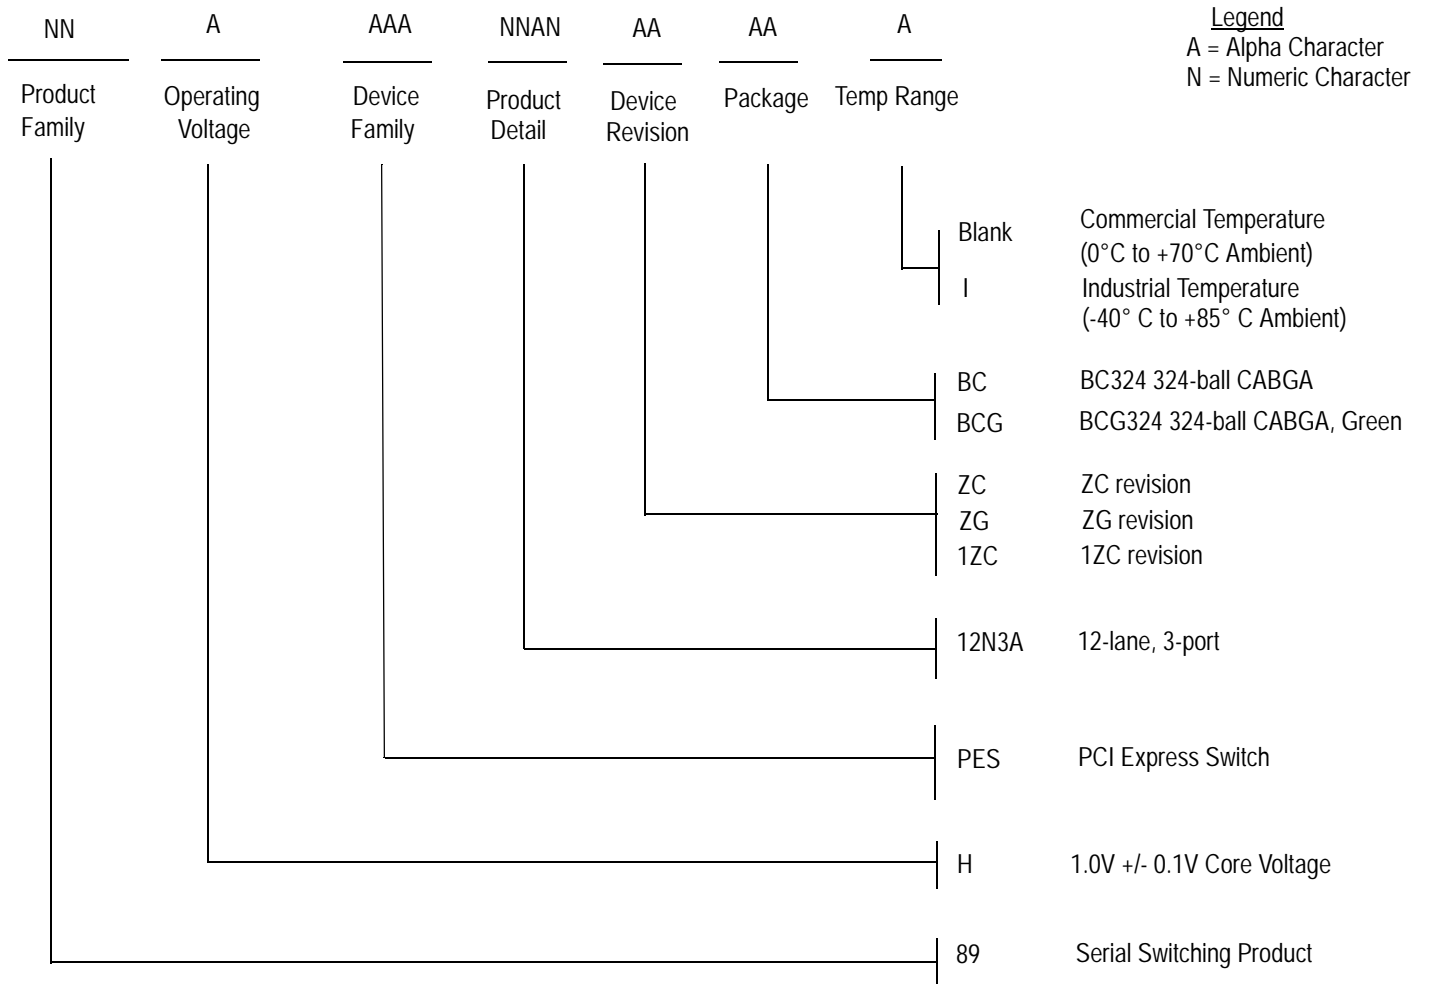 NN A AAA NNAN AA AA A
Legend
A = Alpha Character
N = Numeric Character
Product Family
Operating Voltage
Device Family
Product Detail
Device Revision
Package
Temp Range
Blank Commercial Temperature
(0°C to +70°C Ambient)
I Industrial Temperature
(-40° C to +85° C Ambient)
BC BC324 324-ball CABGA
BCG BCG324 324-ball CABGA, Green
ZC ZC revision
ZG ZG revision
1ZC 1ZC revision
12N3A 12-lane, 3-port
PES PCI Express Switch
H 1.0V +/- 0.1V Core Voltage
89 Serial Switching Product